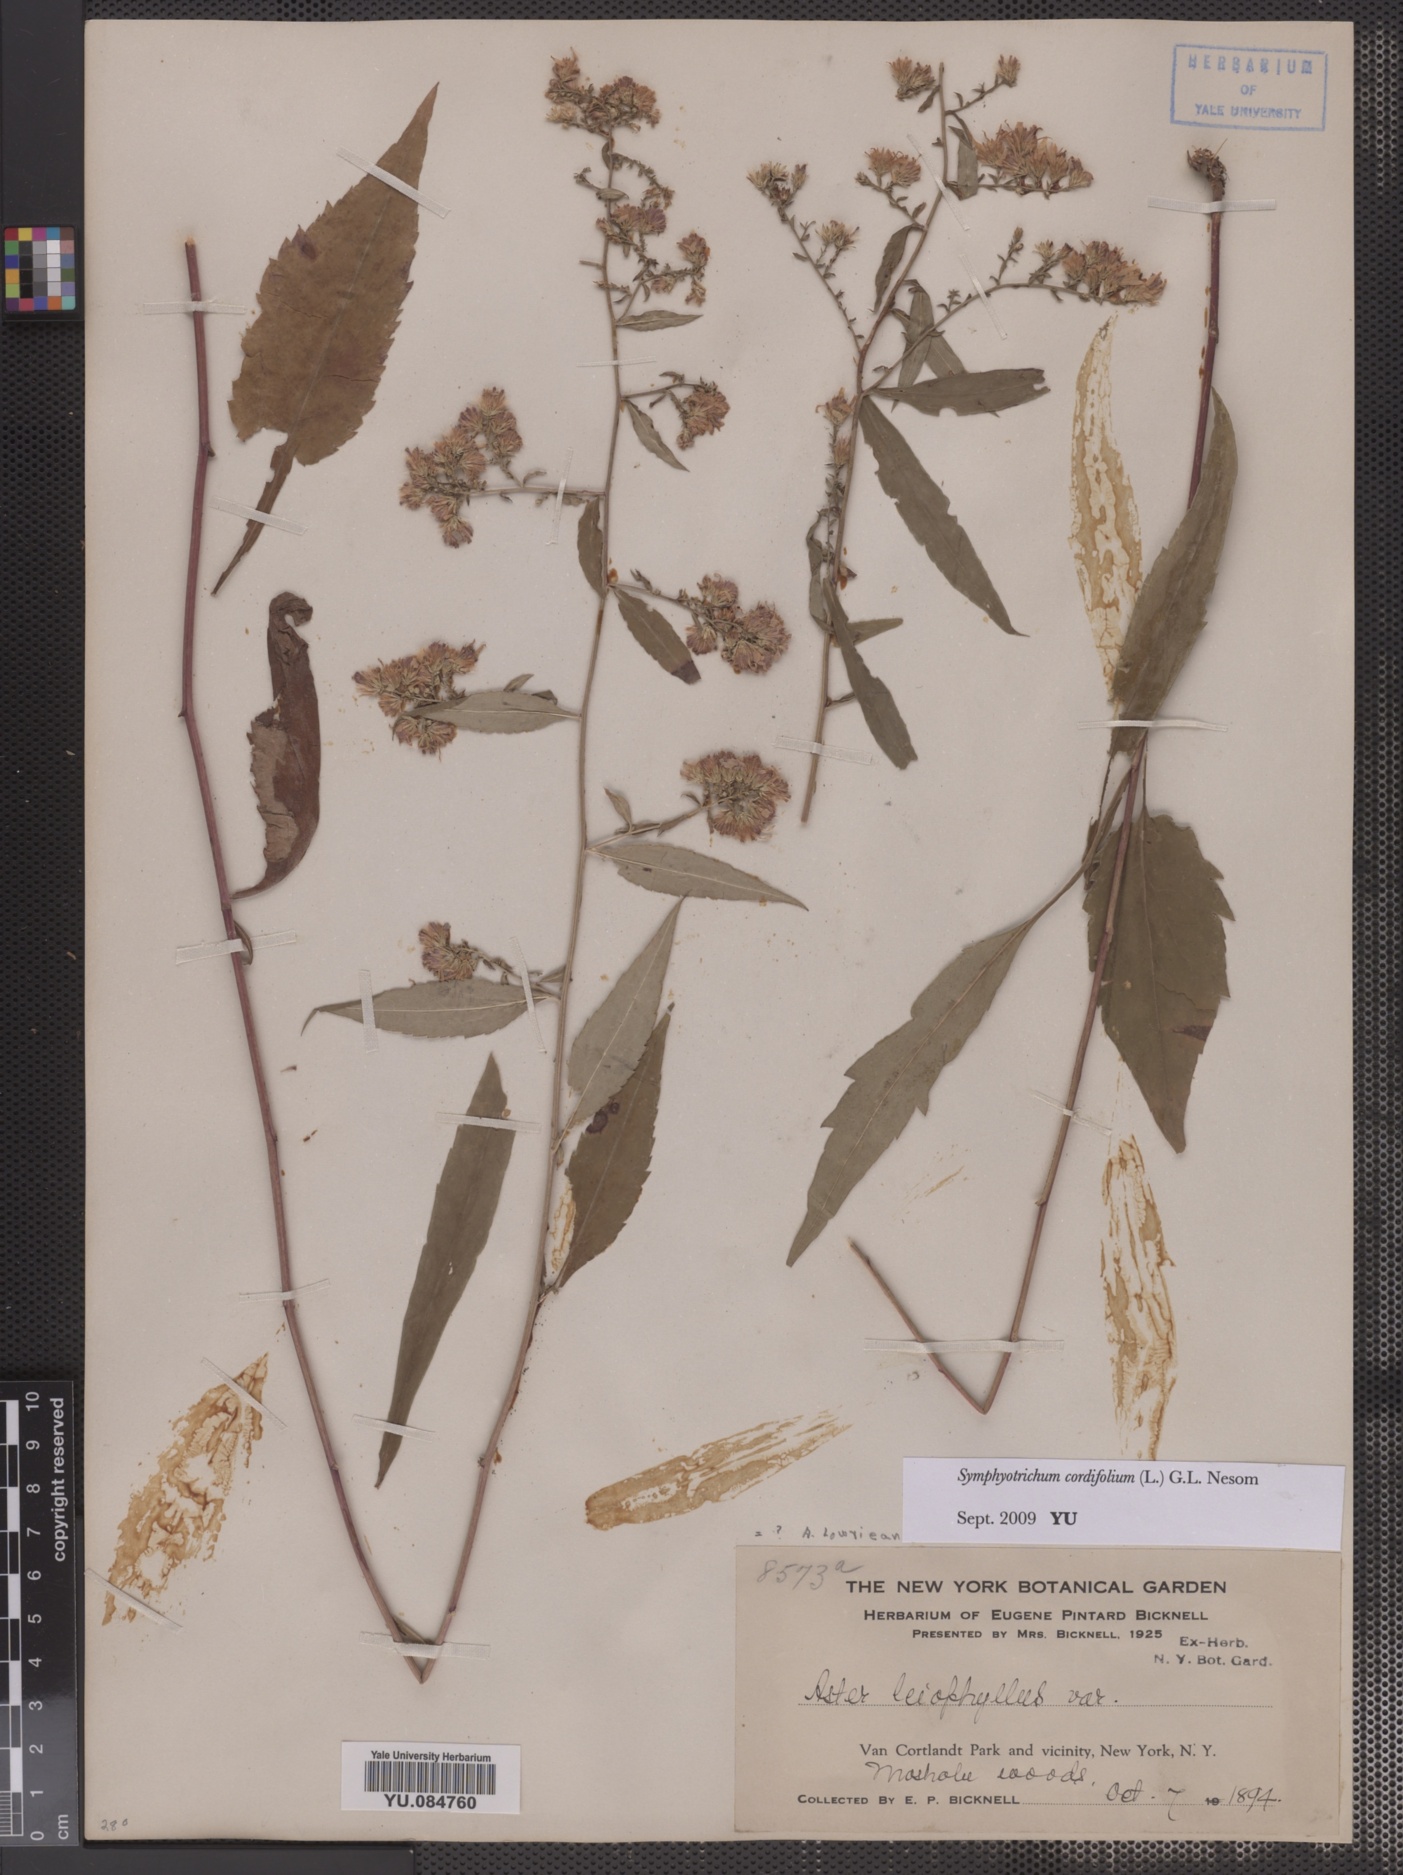 HERBARIUM
OF
YALE UNIVERSITY
copyright reserved
0 1 2 3 4 5 6 7 8 9 10
cm
Symphyotrichum cordifolium (L.) G.L. Nesom
Sept. 2009 YU
= ? A.
8573a
THE NEW YORK BOTANICAL GARDEN
HERBARIUM OF EUGENE PINTARD BICKNELL
PRESENTED BY MRS. BICKNELL, 1925
Ex-Herb.
N. Y. Bot. Gard.
Aster leiophyllus var.
Van Cortlandt Park and vicinity, New York, N. Y.
Mosholu woods,
COLLECTED BY E. P. BICKNELL Oct. 7 19 1894.
Yale University Herbarium
YU.084760
280